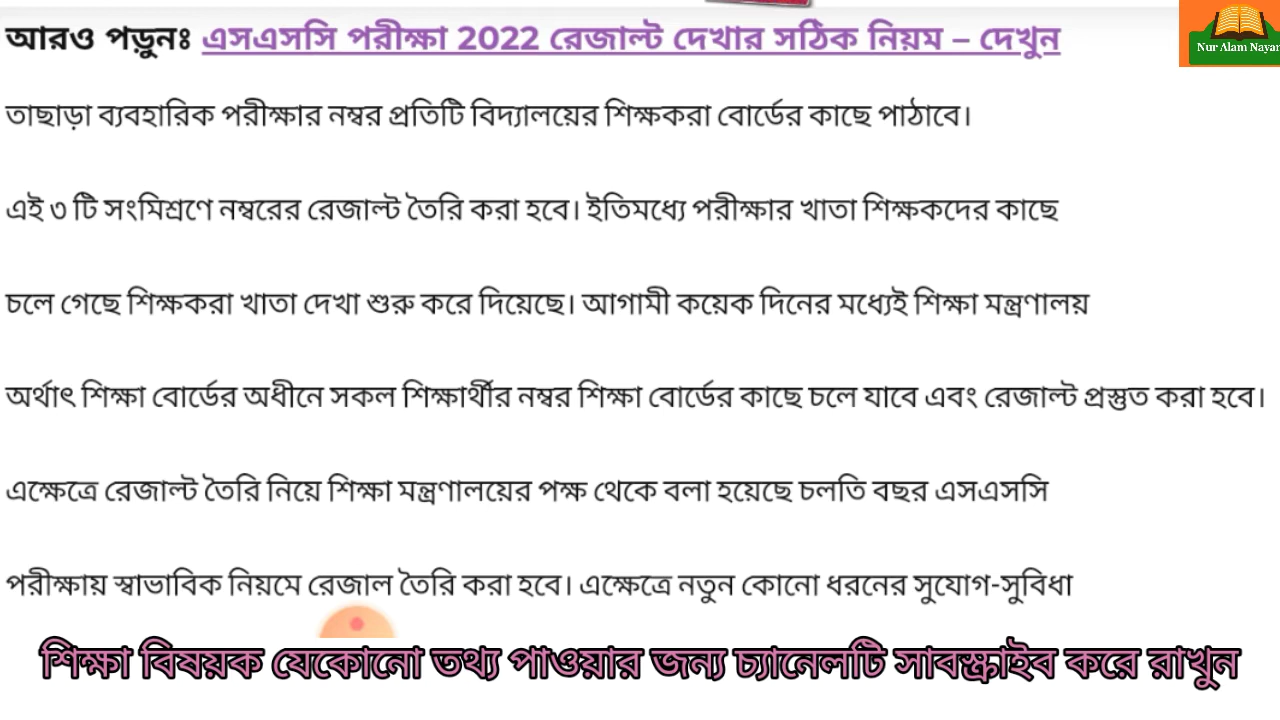 আরও পড়ুনঃ এসএসসি পরীক্ষা 2022 রেজাল্ট দেখার সঠিক নিয়ম – দেখুন
Nur Alam Nayan
তাছাড়া ব্যবহারিক পরীক্ষার নম্বর প্রতিটি বিদ্যালয়ের শিক্ষকরা বোর্ডের কাছে পাঠাবে।
এই ৩ টি সংমিশ্রণে নম্বরের রেজাল্ট তৈরি করা হবে। ইতিমধ্যে পরীক্ষার খাতা শিক্ষকদের কাছে
চলে গেছে শিক্ষকরা খাতা দেখা শুরু করে দিয়েছে। আগামী কয়েক দিনের মধ্যেই শিক্ষা মন্ত্রণালয়
অর্থাৎ শিক্ষা বোর্ডের অধীনে সকল শিক্ষার্থীর নম্বর শিক্ষা বোর্ডের কাছে চলে যাবে এবং রেজাল্ট প্রস্তুত করা হবে।
এক্ষেত্রে রেজাল্ট তৈরি নিয়ে শিক্ষা মন্ত্রণালয়ের পক্ষ থেকে বলা হয়েছে চলতি বছর এসএসসি
পরীক্ষায় স্বাভাবিক নিয়মে রেজাল তৈরি করা হবে। এক্ষেত্রে নতুন কোনো ধরনের সুযোগ-সুবিধা
শিক্ষা বিষয়ক যেকোনো তথ্য পাওয়ার জন্য চ্যানেলটি সাবস্ক্রাইব করে রাখুন